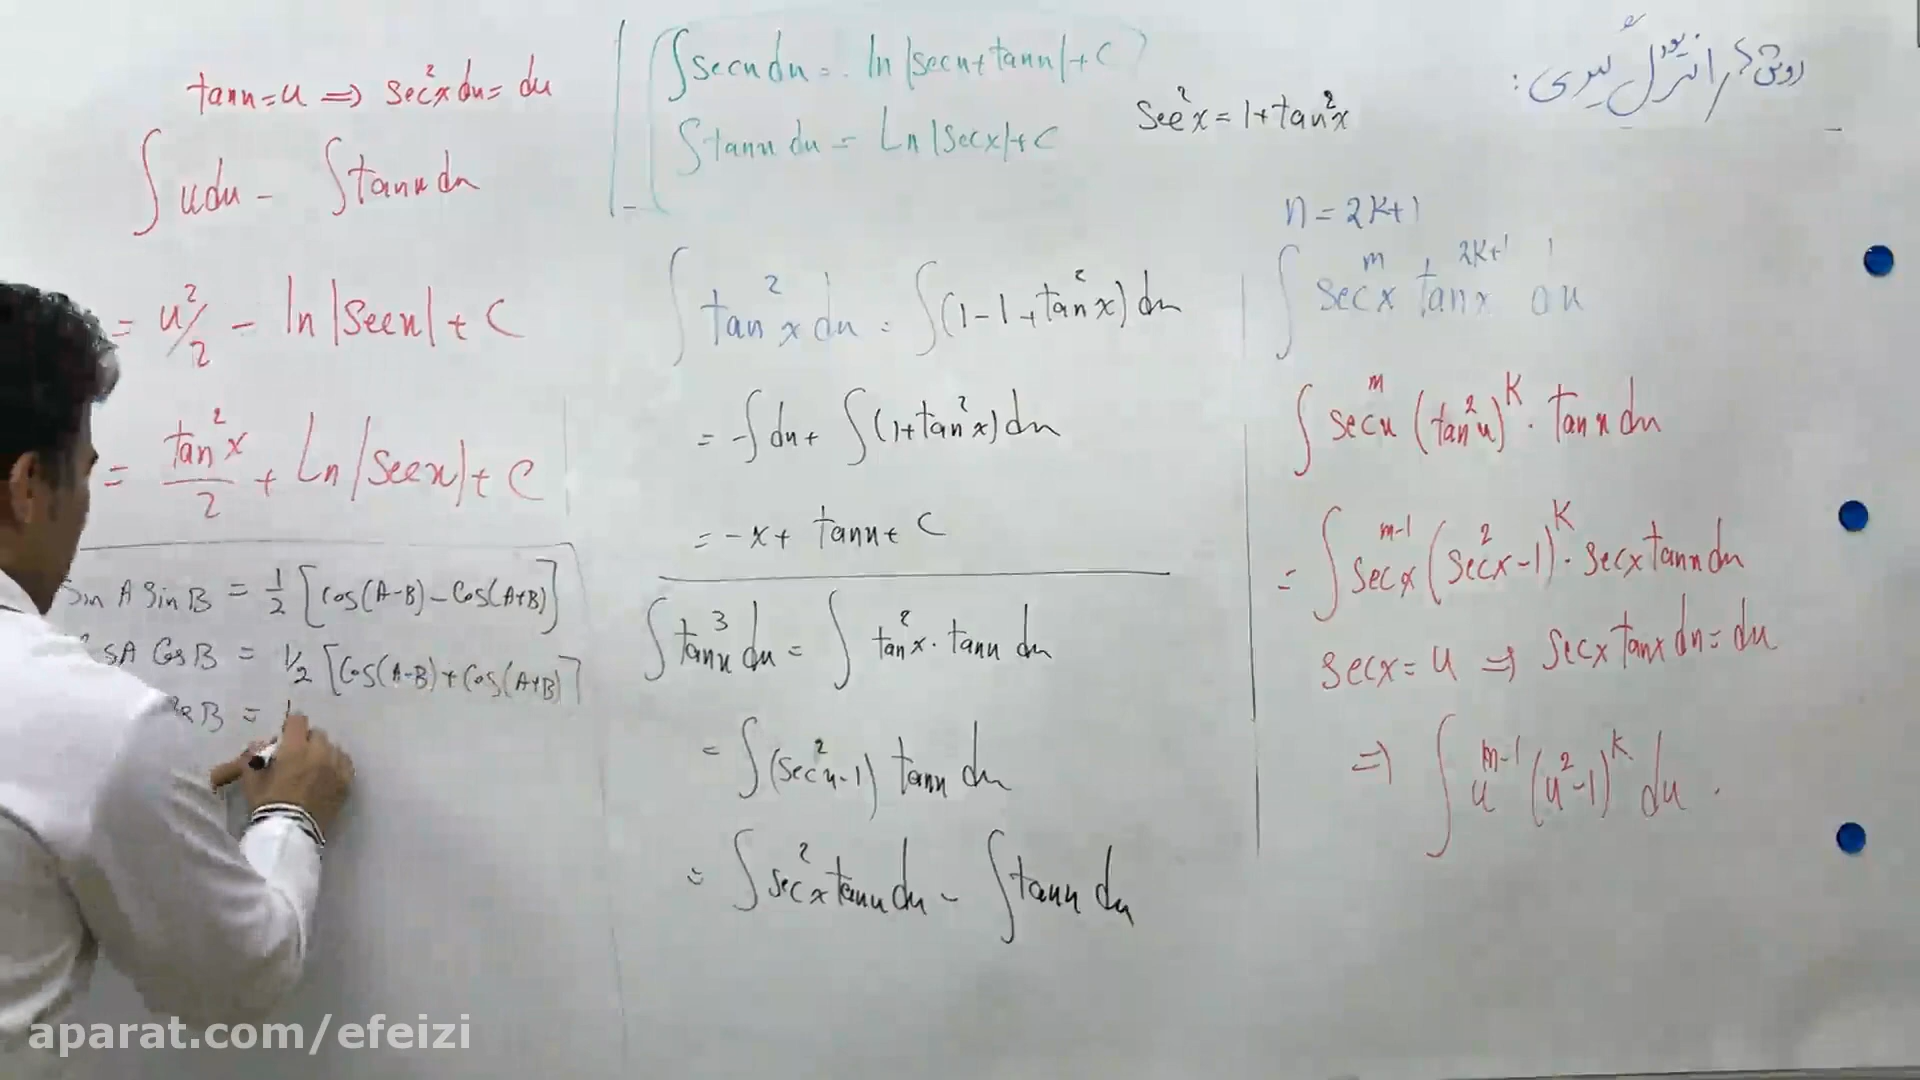 روش‌های انتگرال گیری :
tanx = u ⇒ sec²x dx = du
∫ u du - ∫ tanx dx
= u²/2 - ln |secx| + C
= tan²x/2 + Ln |secx| + C
Sin A Sin B = 1/2 [Cos(A-B) - Cos(A+B)]
SA Cos B = 1/2 [Cos(A-B) + Cos(A+B)]
B = 1
∫ secx dx = ln |secx + tanx| + C
∫ tanx dx = Ln |secx| + C
sec²x = 1 + tan²x
∫ tan²x dx = ∫ (1 - 1 + tan²x) dx
= -∫ dx + ∫ (1 + tan²x) dx
= -x + tanx + C
∫ tan³x dx = ∫ tan²x · tanx dx
= ∫ (sec²x - 1) tanx dx
= ∫ sec²x tanx dx - ∫ tanx dx
n = 2K+1
∫ secᵐx tan²ᴷ⁺¹x dx
∫ secᵐx (tan²x)ᴷ · tanx dx
= ∫ secᵐ⁻¹x (sec²x - 1)ᴷ · secx tanx dx
secx = u ⇒ secx tanx dx = du
⇒ ∫ uᵐ⁻¹ (u² - 1)ᴷ du .
aparat.com/efeizi